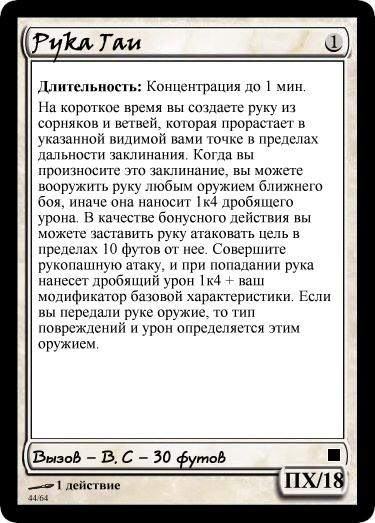 Рука Гаи
1
Длительность: Концентрация до 1 мин.
На короткое время вы создаете руку из
сорняков и ветвей, которая прорастает в
указанной видимой вами точке в пределах
дальности заклинания. Когда вы
произносите это заклинание, вы можете
вооружить руку любым оружием ближнего
боя, иначе она наносит 1к4 дробящего
урона. В качестве бонусного действия вы
можете заставить руку атаковать цель в
пределах 10 футов от нее. Совершите
рукопашную атаку, и при попадании рука
нанесет дробящий урон 1к4 + ваш
модификатор базовой характеристики. Если
вы передали руке оружие, то тип
повреждений и урон определяется этим
оружием.
Вызов – В, С – 30 футов
ПХ/18
1 действие
44/64